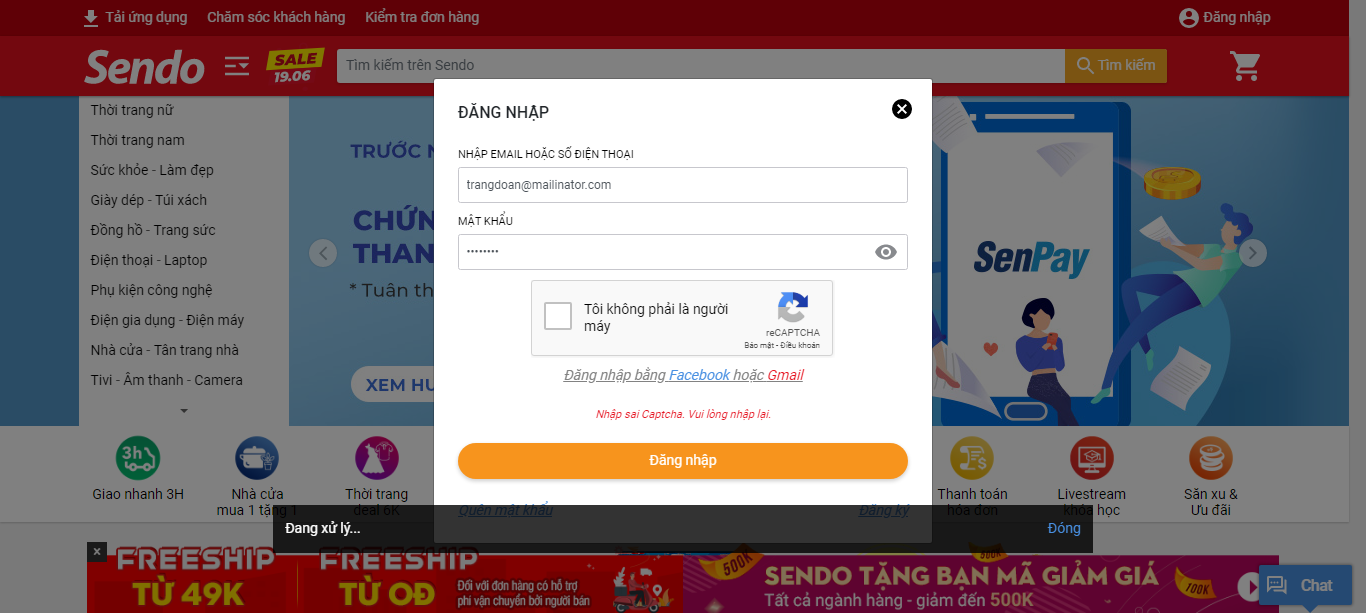 Tải ứng dụng Chăm sóc khách hàng Kiểm tra đơn hàng Đăng nhập
Sendo SALE 19.06 Tìm kiếm trên Sendo Tìm kiếm
Thời trang nữ
Thời trang nam
Sức khỏe - Làm đẹp
Giày dép - Túi xách
Đồng hồ - Trang sức
Điện thoại - Laptop
Phụ kiện công nghệ
Điện gia dụng - Điện máy
Nhà cửa - Tân trang nhà
Tivi - Âm thanh - Camera
TRƯỚC
CHỨN
THAN
* Tuân th
XEM HƯ
SenPay
ĐĂNG NHẬP
NHẬP EMAIL HOẶC SỐ ĐIỆN THOẠI
trangdoan@mailinator.com
MẬT KHẨU
••••••••
Tôi không phải là người
máy
reCAPTCHA
Bảo mật - Điều khoản
Đăng nhập bằng Facebook hoặc Gmail
Nhập sai Captcha. Vui lòng nhập lại.
Đăng nhập
Quên mật khẩu Đăng ký
3h
Giao nhanh 3H
Nhà cửa
mua 1 tặng 1
Thời trang
deal 6K
Thanh toán
hóa đơn
Livestream
khóa học
Săn xu &
Ưu đãi
Đang xử lý... Đóng
FREESHIP
TỪ 49K
FREESHIP
TỪ 0Đ
Đối với đơn hàng có hỗ trợ
phí vận chuyển bởi người bán
500K
500K
SENDO TẶNG BẠN MÃ GIẢM GIÁ
Tất cả ngành hàng - giảm đến 500K
100K
Chat